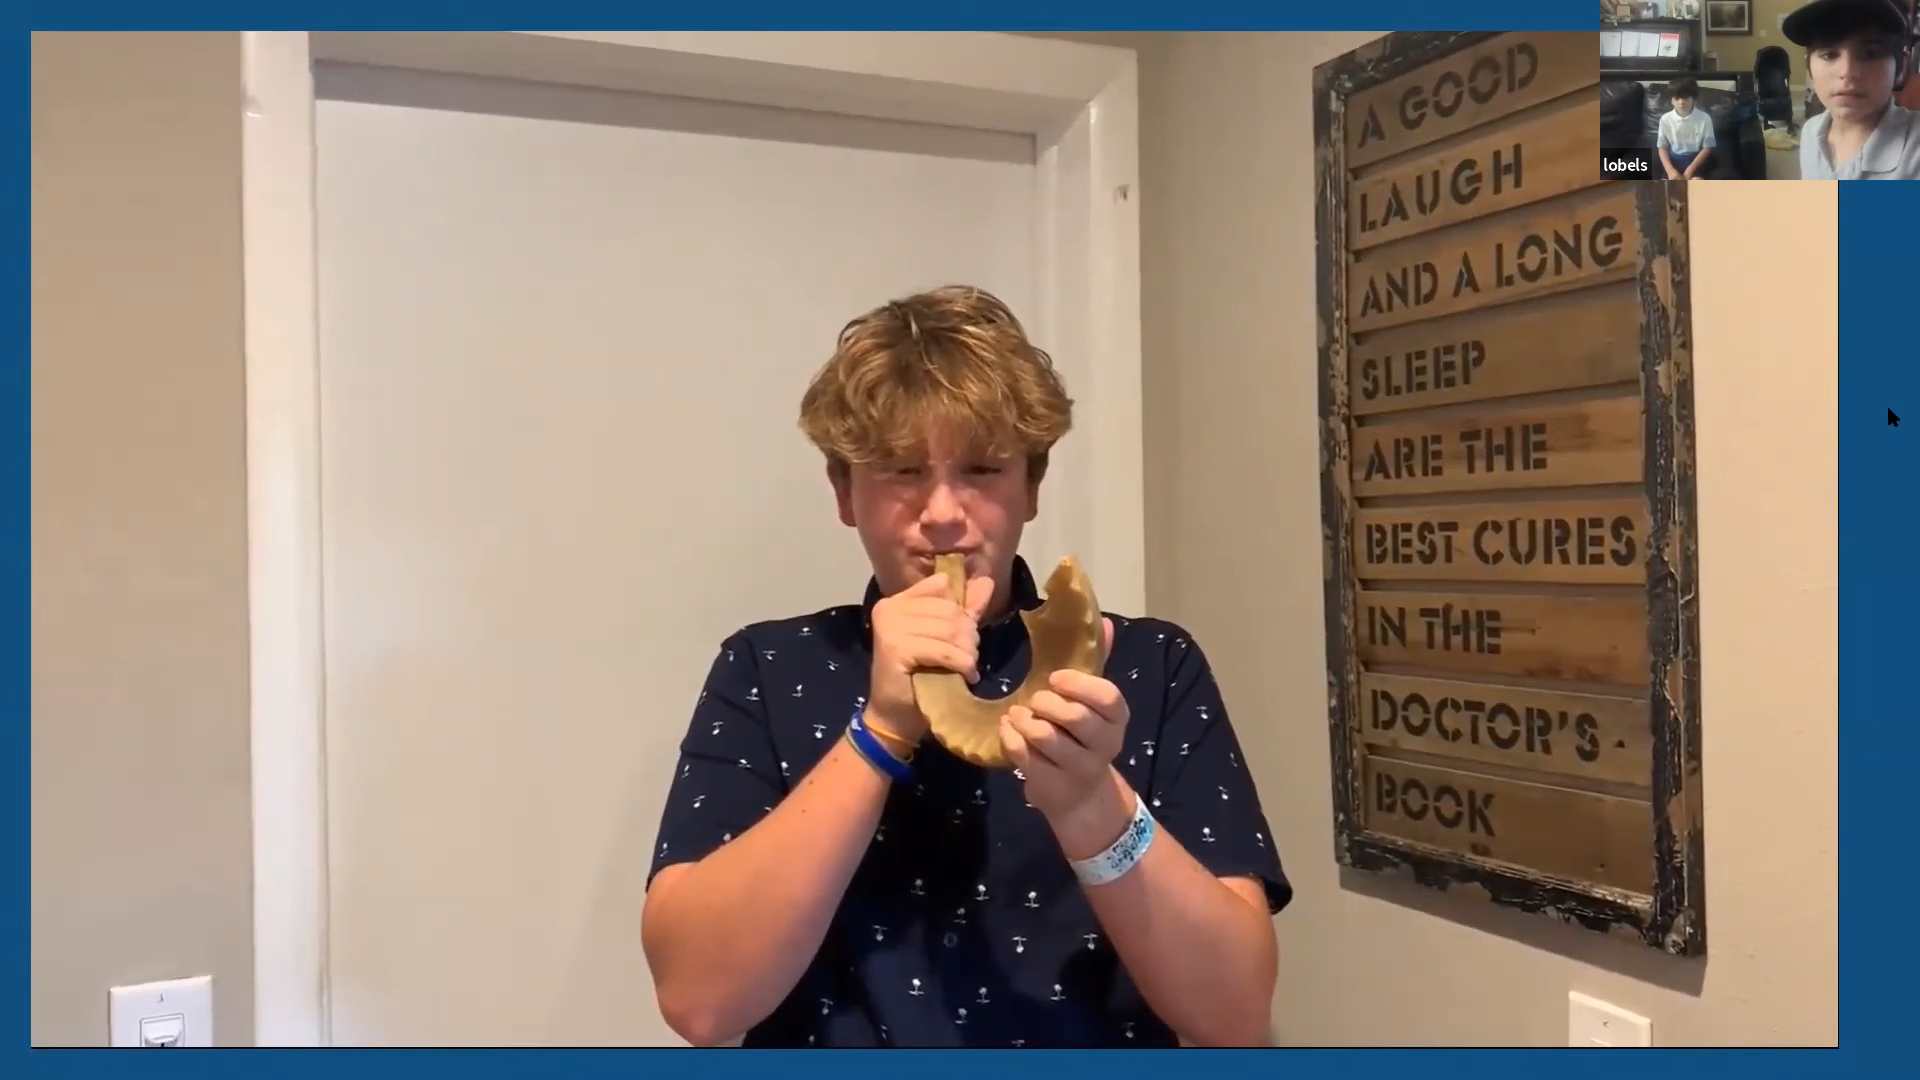 A GOOD
LAUGH
AND A LONG
SLEEP
ARE THE
BEST CURES
IN THE
DOCTOR'S
BOOK
lobels